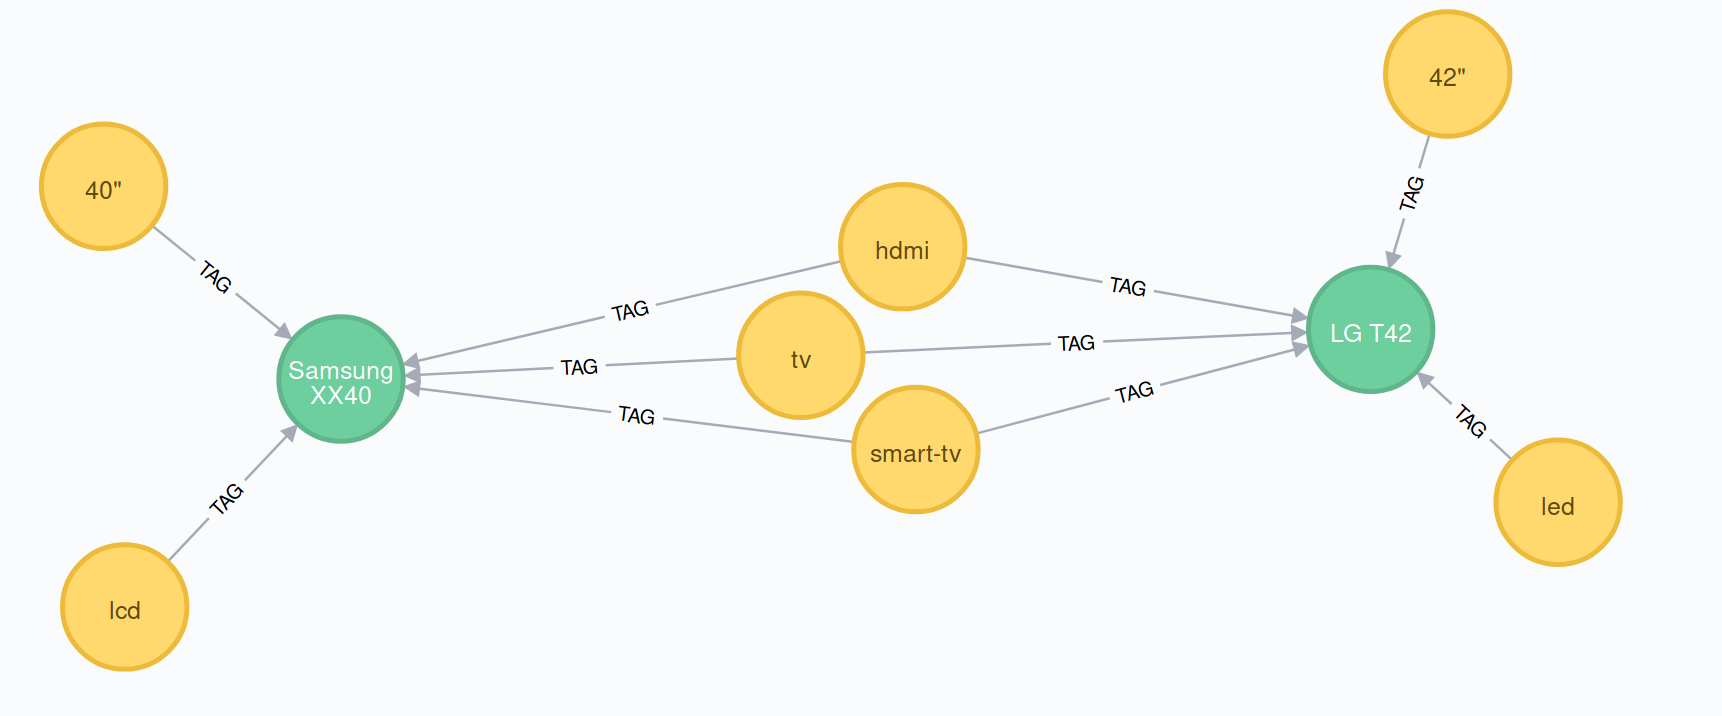 42"
40"
TAG
TAG
hdmi
TAG
TAG
LG T42
TAG
tv
TAG
Samsung
XX40
TAG
TAG
TAG
smart-tv
TAG
led
lcd